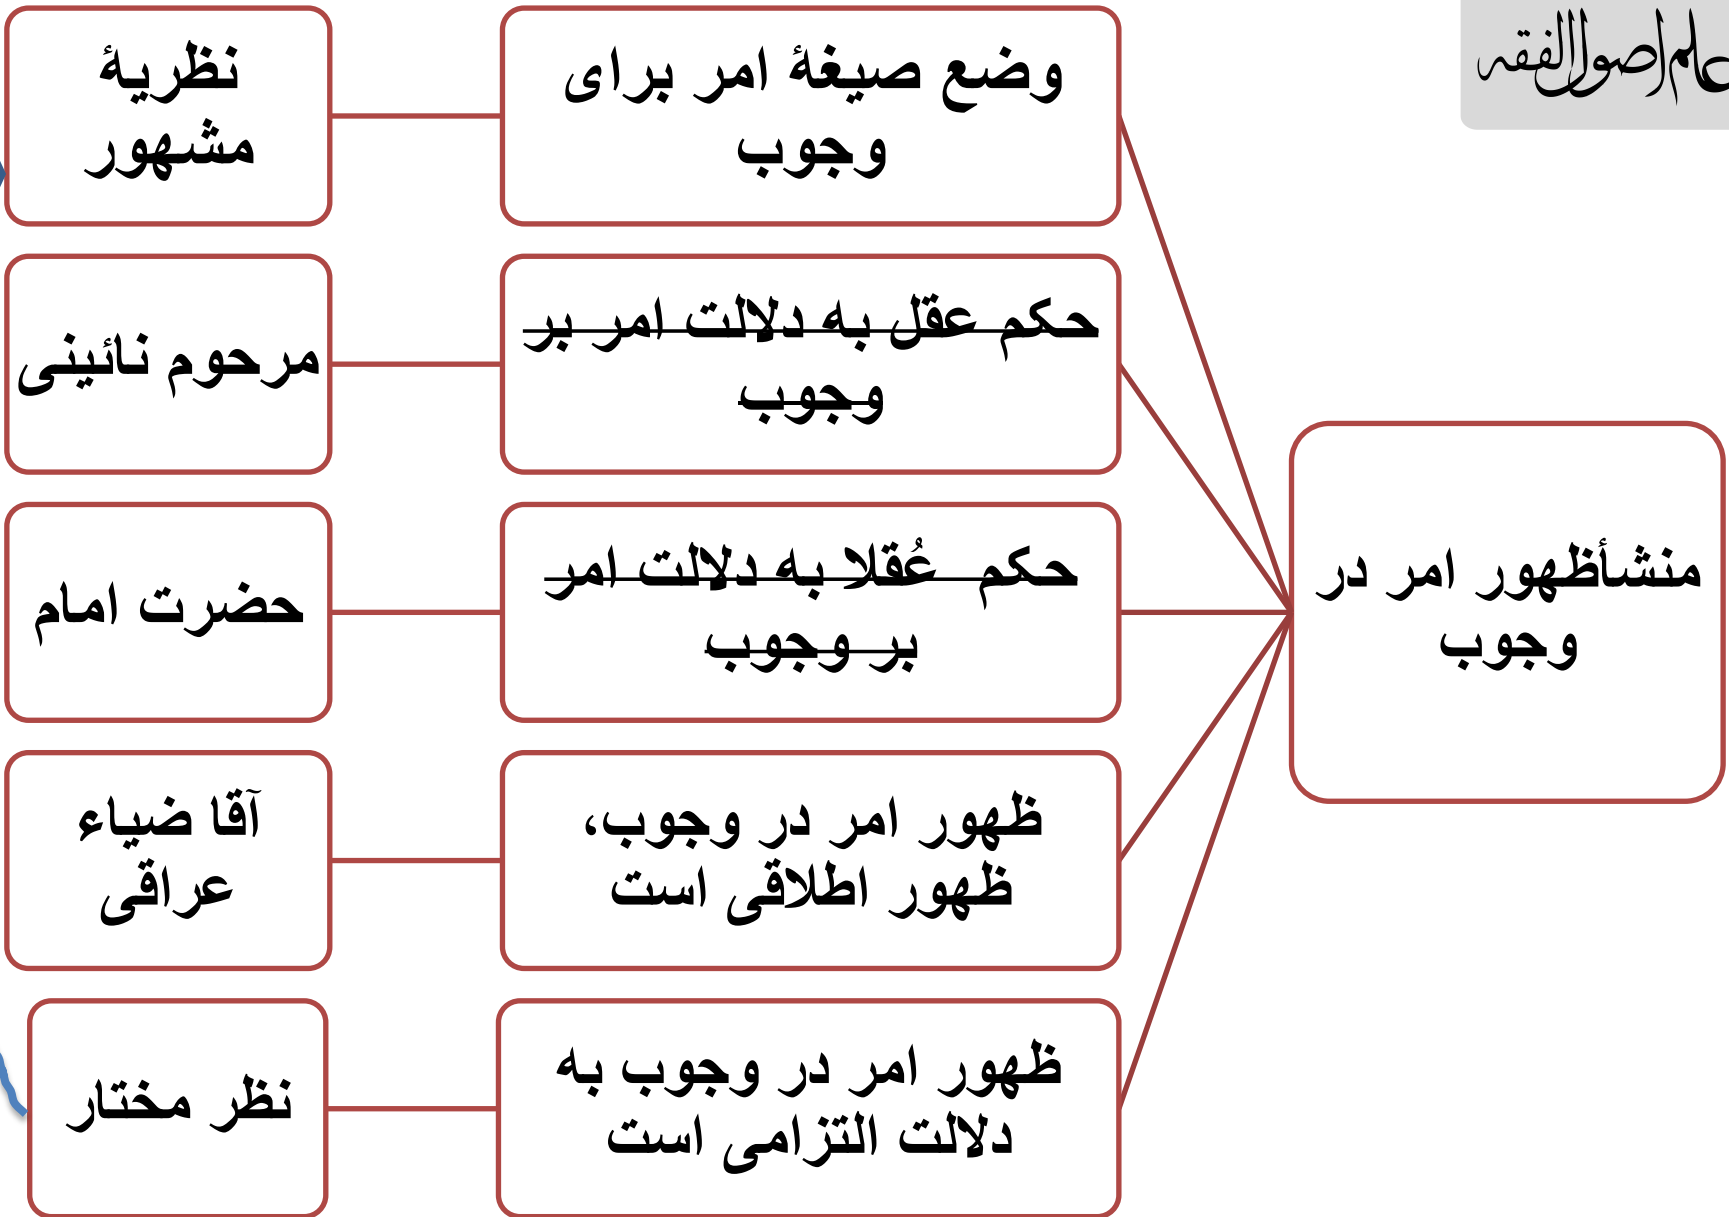 علم اصول الفقه
منشأظهور امر در
وجوب
وضع صیغهٔ امر برای
وجوب
نظریهٔ
مشهور
حکم عقل به دلالت امر بر
وجوب
مرحوم نائینی
حکم عُقلا به دلالت امر
بر وجوب
حضرت امام
ظهور امر در وجوب،
ظهور اطلاقی است
آقا ضیاء
عراقی
ظهور امر در وجوب به
دلالت التزامی است
نظر مختار